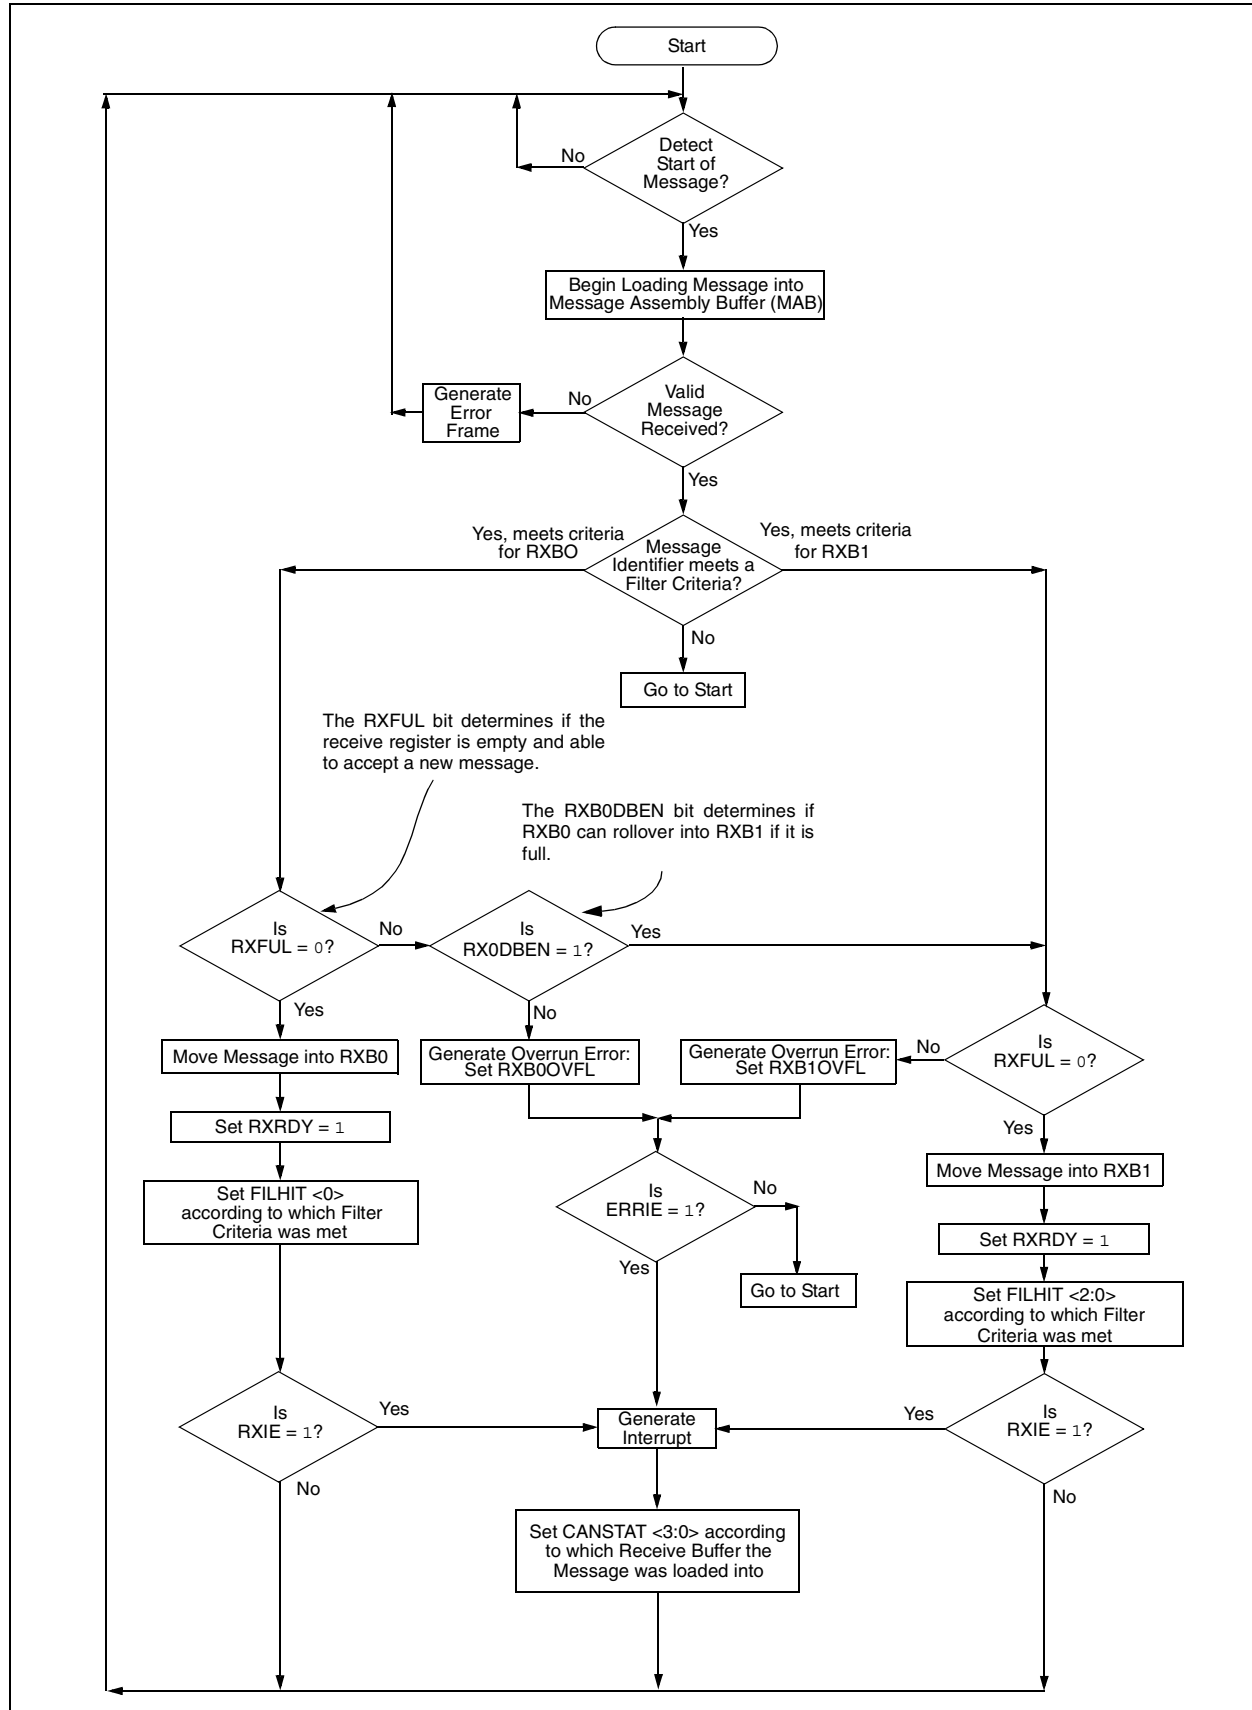 Start
Detect
Start of
Message?
No
Yes
Begin Loading Message into
Message Assembly Buffer (MAB)
Valid
Message
Received?
No
Generate
Error
Frame
Yes
Message
Identifier meets a
Filter Criteria?
Yes, meets criteria
for RXBO
Yes, meets criteria
for RXB1
No
Go to Start
The RXFUL bit determines if the
receive register is empty and able
to accept a new message.
The RXB0DBEN bit determines if
RXB0 can rollover into RXB1 if it is
full.
Is
RXFUL = 0?
No
Is
RX0DBEN = 1?
Yes
Yes
No
Move Message into RXB0
Generate Overrun Error:
Set RXB0OVFL
Generate Overrun Error:
Set RXB1OVFL
No
Is
RXFUL = 0?
Set RXRDY = 1
Yes
Move Message into RXB1
Set FILHIT <0>
according to which Filter
Criteria was met
Is
ERRIE = 1?
No
Set RXRDY = 1
Yes
Go to Start
Set FILHIT <2:0>
according to which Filter
Criteria was met
Is
RXIE = 1?
Yes
Generate
Interrupt
Yes
Is
RXIE = 1?
No
No
Set CANSTAT <3:0> according
to which Receive Buffer the
Message was loaded into